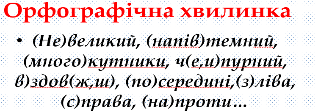 Орфографічна хвилинка
• (Не)великий, (напів)темний,
(много)кутники, ч(е,и)пурний,
в)здов(ж,ш), (по)середині,(з)ліва,
(с)права, (на)проти...